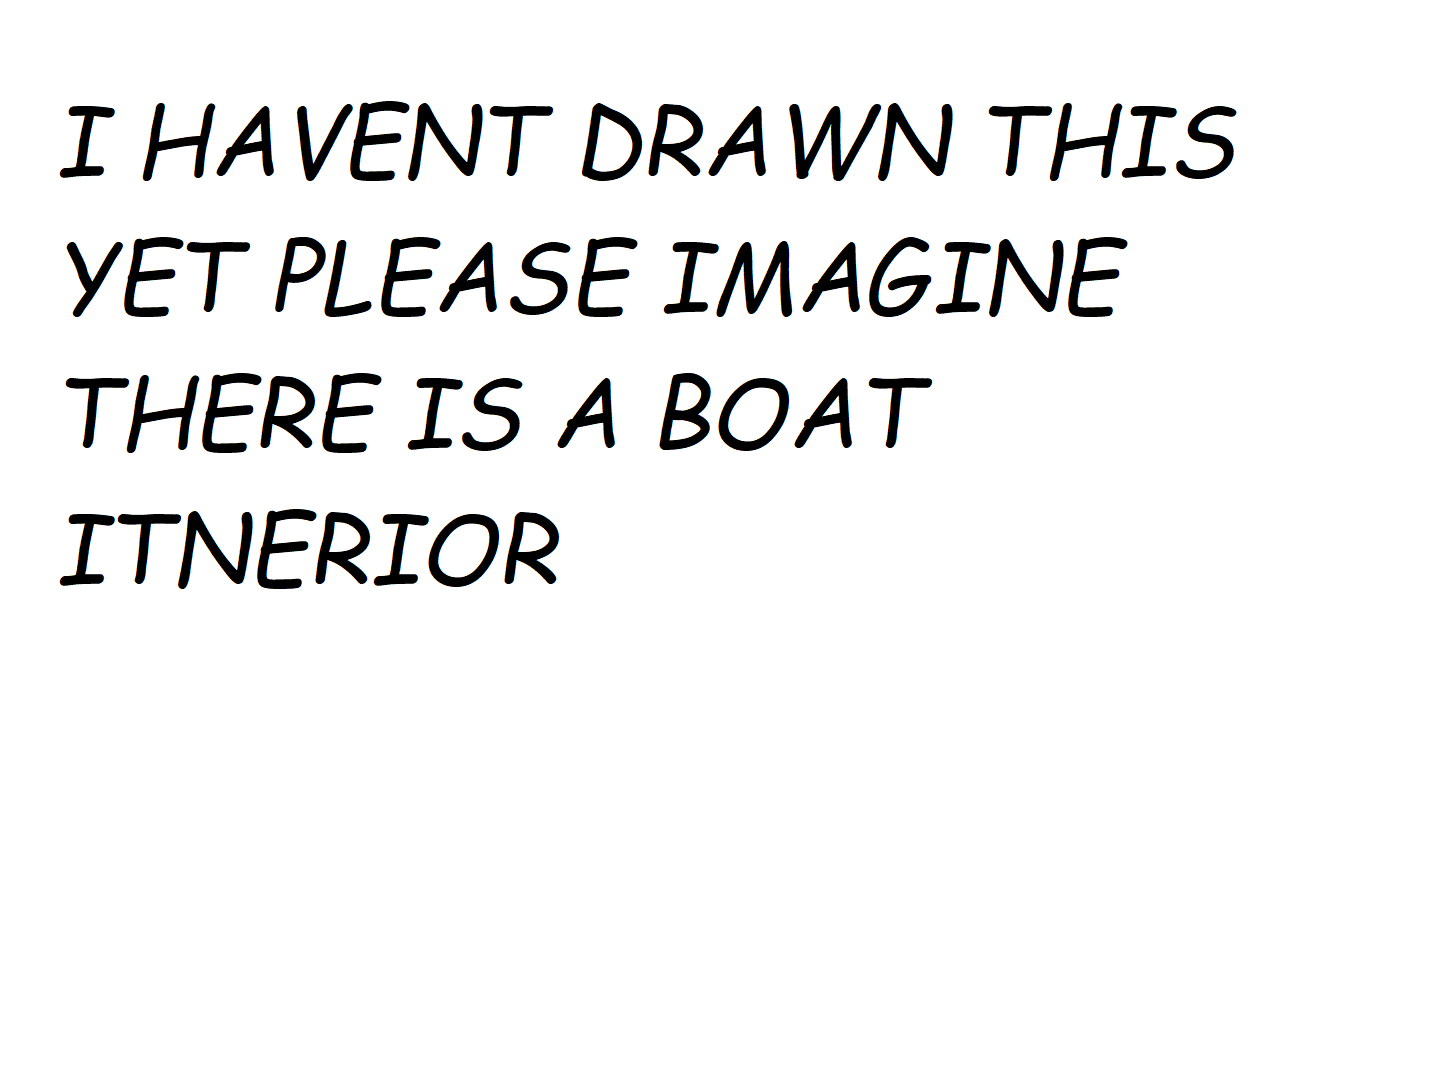 I HAVENT DRAWN THIS
YET PLEASE IMAGINE
THERE IS A BOAT
ITNERIOR